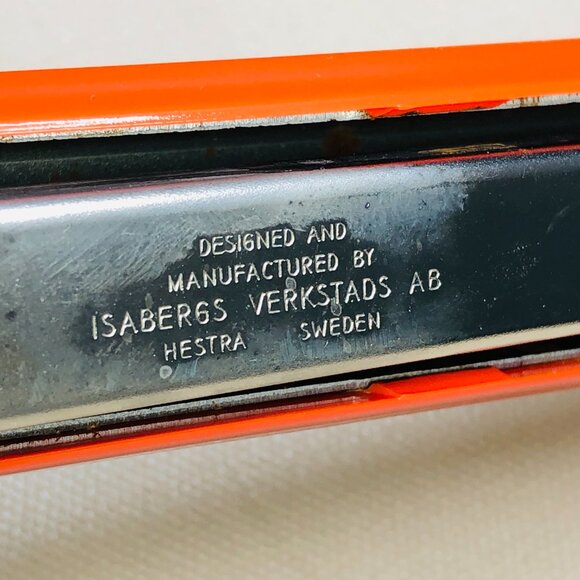 DESIGNED AND
MANUFACTURED BY
ISABERGS VERKSTADS AB
HESTRA SWEDEN